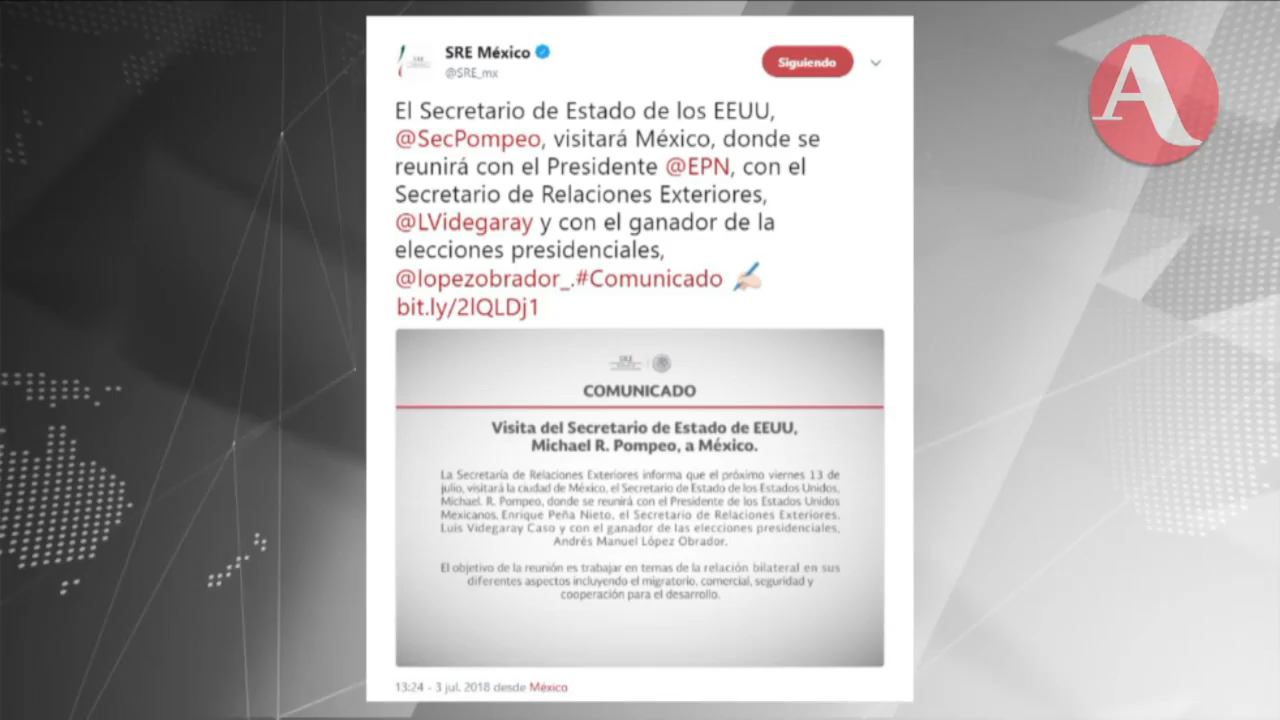 SRE México
@SRE_mx
Siguiendo
El Secretario de Estado de los EEUU,
@SecPompeo, visitará México, donde se
reunirá con el Presidente @EPN, con el
Secretario de Relaciones Exteriores,
@LVidegaray y con el ganador de la
elecciones presidenciales,
@lopezobrador_.#Comunicado
bit.ly/2lQLDj1
SRE
COMUNICADO
Visita del Secretario de Estado de EEUU,
Michael R. Pompeo, a México.
La Secretaría de Relaciones Exteriores informa que el próximo viernes 13 de
julio, visitará la ciudad de México, el Secretario de Estado de los Estados Unidos,
Michael. R. Pompeo, donde se reunirá con el Presidente de los Estados Unidos
Mexicanos, Enrique Peña Nieto, el Secretario de Relaciones Exteriores,
Luis Videgaray Caso y con el ganador de las elecciones presidenciales,
Andrés Manuel López Obrador.
El objetivo de la reunión es trabajar en temas de la relación bilateral en sus
diferentes aspectos incluyendo el migratorio, comercial, seguridad y
cooperación para el desarrollo.
13:24 - 3 jul. 2018 desde México
A